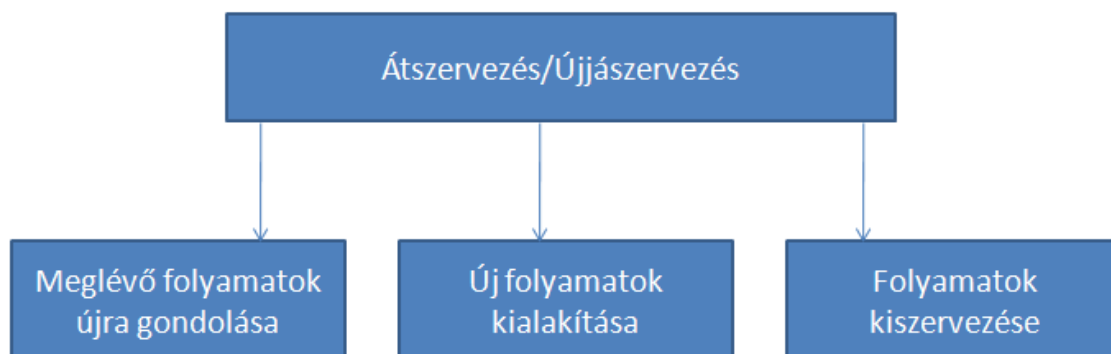 Átszervezés/Újjászervezés
Meglévő folyamatok
újra gondolása
Új folyamatok
kialakítása
Folyamatok
kiszervezése